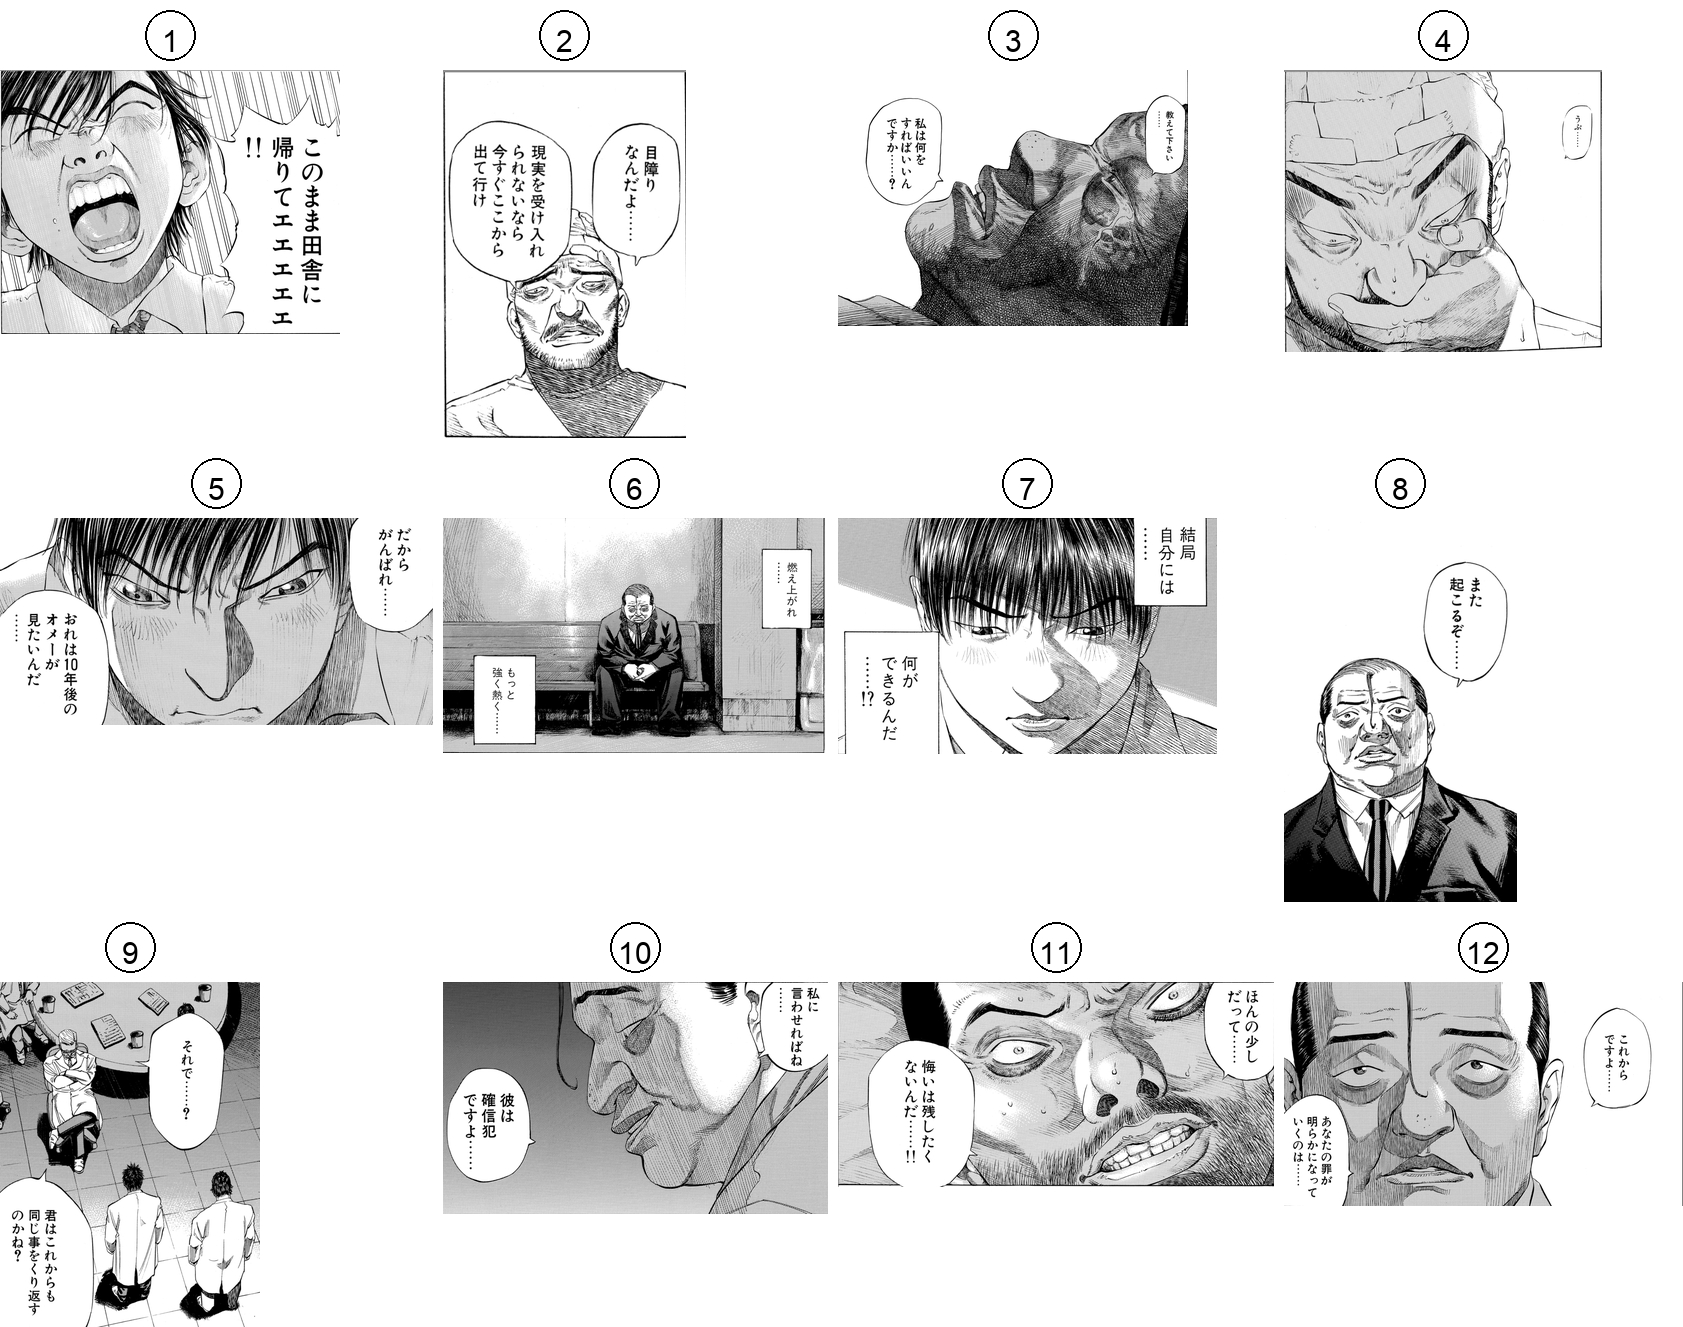 1
このまま田舎に
帰りてエエエエエ
!!
2
目障り
なんだよ……
現実を受け入れ
られないなら
今すぐここから
出て行け
3
教えて下さい
……
私は何を
すればいいん
ですか……?
4
うぷ……
5
だから
がんばれ……
おれは10年後の
オメーが
見たいんだ
……
6
燃え上がれ
……
もっと
強く熱く……
7
結局
自分には
……
何が
できるんだ
……!?
8
また
起こるぞ……
9
それで……?
君はこれからも
同じ事をくり返す
のかね?
10
私に
言わせればね
……
彼は
確信犯
ですよ……
11
ほんの少し
だって……
悔いは残したく
ないんだ……!!
12
これから
ですよ……
あなたの罪が
明らかになって
いくのは……